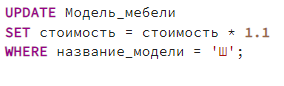 UPDATE Модель_мебели
SET стоимость = стоимость * 1.1
WHERE название_модели = 'Ш';